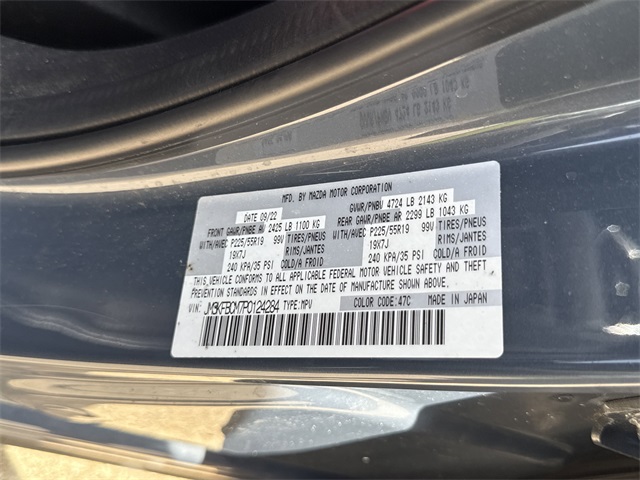 MFD. BY MAZDA MOTOR CORPORATION
DATE 09/22 GVWR/PNBV 4724 LB 2143 KG
FRONT GAWR/PNBE AV 2425 LB 1100 KG REAR GAWR/PNBE AR 2299 LB 1043 KG
WITH/AVEC P225/55R19 99V TIRES/PNEUS WITH/AVEC P225/55R19 99V TIRES/PNEUS
19X7J RIMS/JANTES 19X7J RIMS/JANTES
240 KPA/35 PSI COLD/A FROID 240 KPA/35 PSI COLD/A FROID
THIS VEHICLE CONFORMS TO ALL APPLICABLE FEDERAL MOTOR VEHICLE SAFETY AND THEFT
PREVENTION STANDARDS IN EFFECT ON THE DATE OF MANUFACTURE SHOWN ABOVE.
VIN: JM3KFBCM7P0124284 TYPE:MPV COLOR CODE:47C MADE IN JAPAN